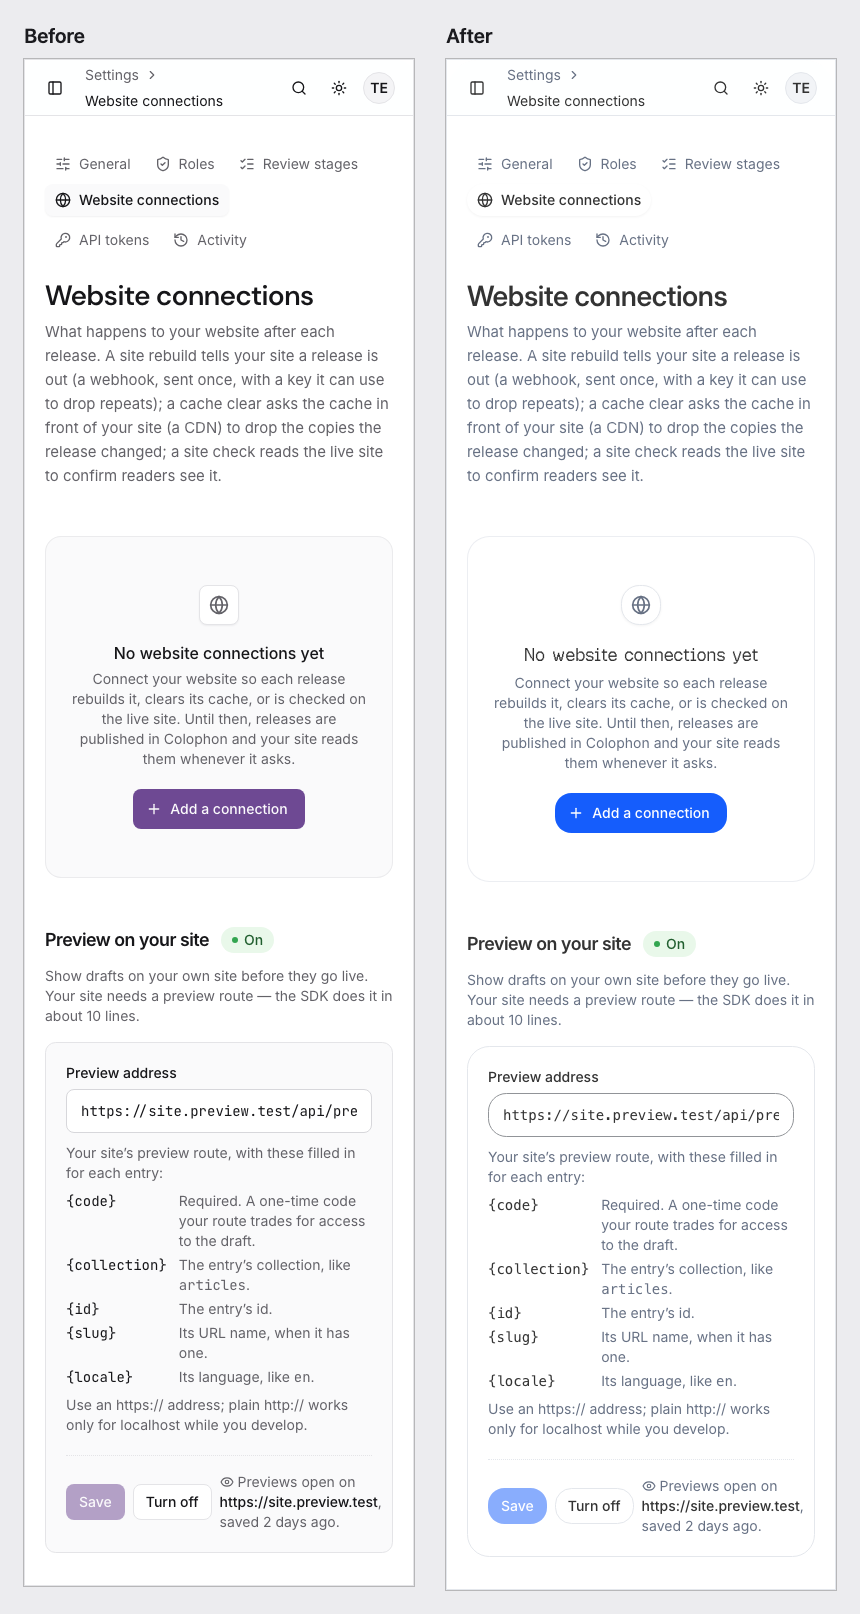 Before
Settings
Website connections
TE
General
Roles
Review stages
Website connections
API tokens
Activity
Website connections
What happens to your website after each
release. A site rebuild tells your site a release is
out (a webhook, sent once, with a key it can use
to drop repeats); a cache clear asks the cache in
front of your site (a CDN) to drop the copies the
release changed; a site check reads the live site
to confirm readers see it.
No website connections yet
Connect your website so each release
rebuilds it, clears its cache, or is checked on
the live site. Until then, releases are
published in Colophon and your site reads
them whenever it asks.
Add a connection
Preview on your site
On
Show drafts on your own site before they go live.
Your site needs a preview route — the SDK does it in
about 10 lines.
Preview address
https://site.preview.test/api/pre
Your site’s preview route, with these filled in
for each entry:
{code} Required. A one-time code
your route trades for access
to the draft.
{collection} The entry’s collection, like
articles.
{id} The entry’s id.
{slug} Its URL name, when it has
one.
{locale} Its language, like en.
Use an https:// address; plain http:// works
only for localhost while you develop.
Save
Turn off
Previews open on
https://site.preview.test,
saved 2 days ago.
After
Settings
Website connections
TE
General
Roles
Review stages
Website connections
API tokens
Activity
Website connections
What happens to your website after each
release. A site rebuild tells your site a release is
out (a webhook, sent once, with a key it can use
to drop repeats); a cache clear asks the cache in
front of your site (a CDN) to drop the copies the
release changed; a site check reads the live site
to confirm readers see it.
No website connections yet
Connect your website so each release
rebuilds it, clears its cache, or is checked on
the live site. Until then, releases are
published in Colophon and your site reads
them whenever it asks.
Add a connection
Preview on your site
On
Show drafts on your own site before they go live.
Your site needs a preview route — the SDK does it in
about 10 lines.
Preview address
https://site.preview.test/api/pre
Your site’s preview route, with these filled in
for each entry:
{code} Required. A one-time code
your route trades for access
to the draft.
{collection} The entry’s collection, like
articles.
{id} The entry’s id.
{slug} Its URL name, when it has
one.
{locale} Its language, like en.
Use an https:// address; plain http:// works
only for localhost while you develop.
Save
Turn off
Previews open on
https://site.preview.test,
saved 2 days ago.